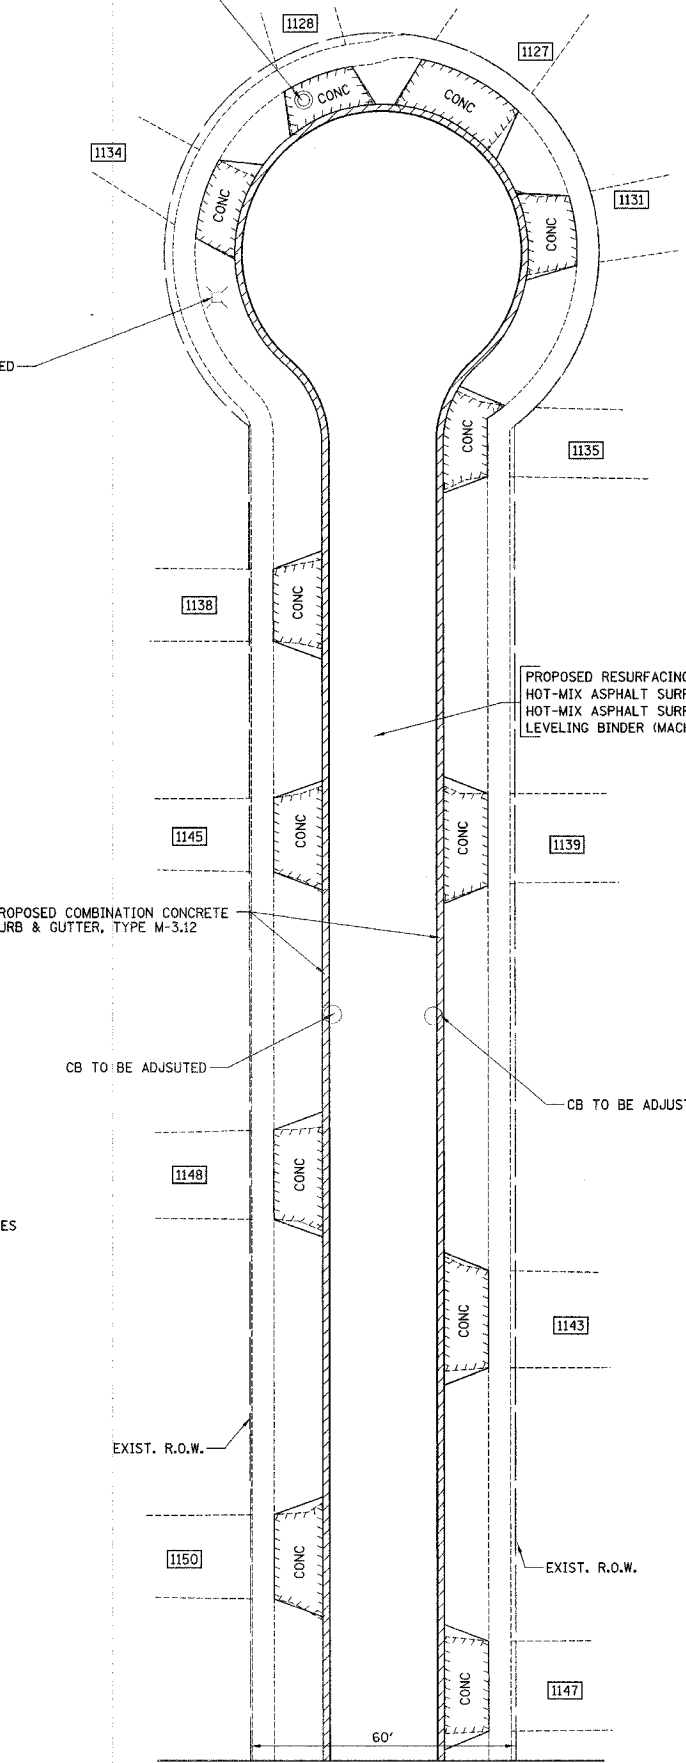 1128
1127
CONC
CONC
1134
CONC
1131
CONC
ED
CONC
1135
CONC
1138
PROPOSED RESURFACING
HOT-MIX ASPHALT SURF
HOT-MIX ASPHALT SURF
LEVELING BINDER (MACH
CONC
1145
CONC
1139
ROPOSED COMBINATION CONCRETE
URB & GUTTER, TYPE M-3.12
CB TO BE ADJSUTED
CB TO BE ADJUST
CONC
1148
ES
CONC
1143
EXIST. R.O.W.
CONC
1150
EXIST. R.O.W.
CONC
1147
60'